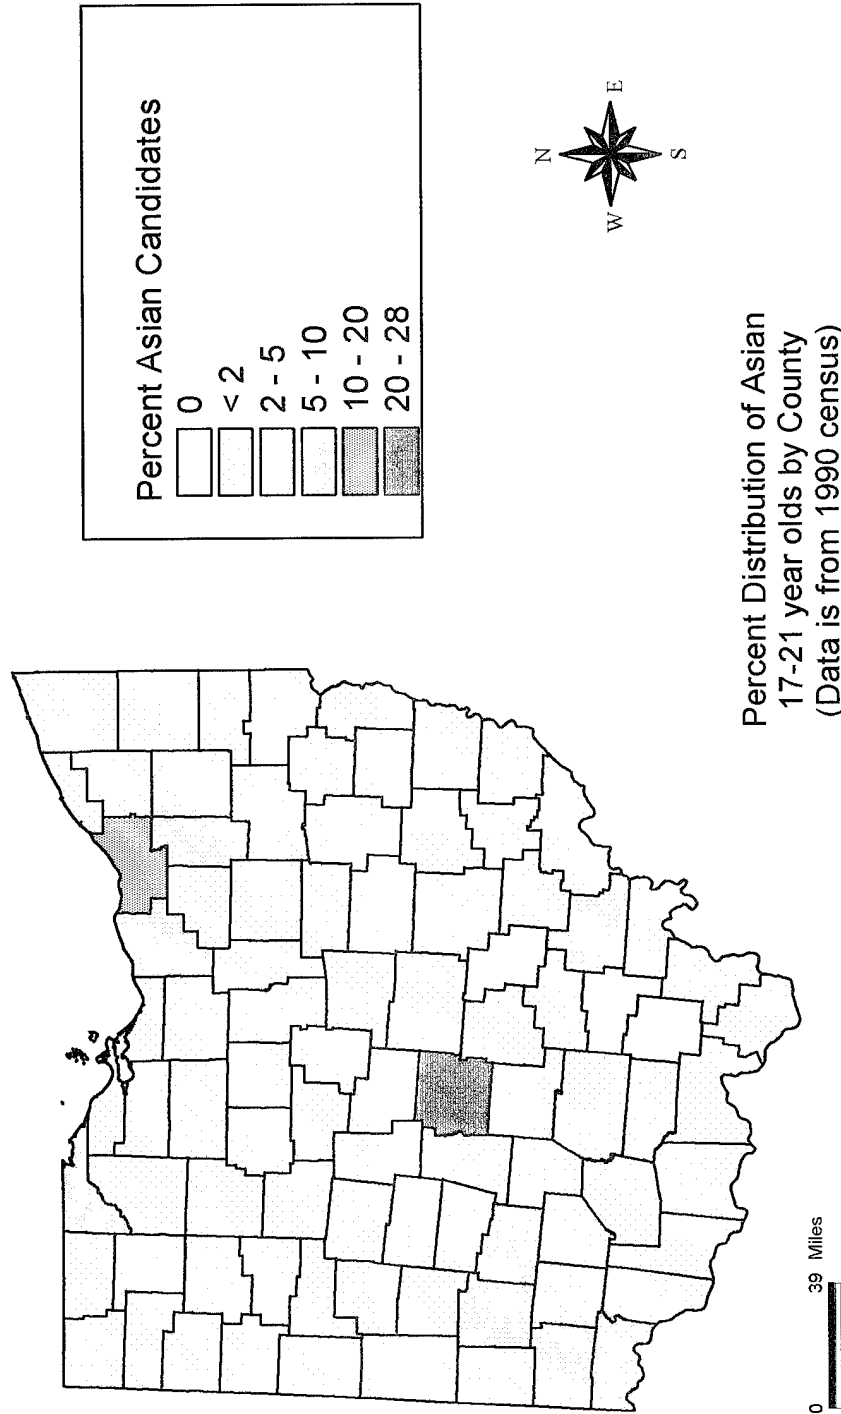 Percent Asian Candidates
0
< 2
2 - 5
5 - 10
10 - 20
20 - 28
N
W
E
S
Percent Distribution of Asian
17-21 year olds by County
(Data is from 1990 census)
0
39 Miles